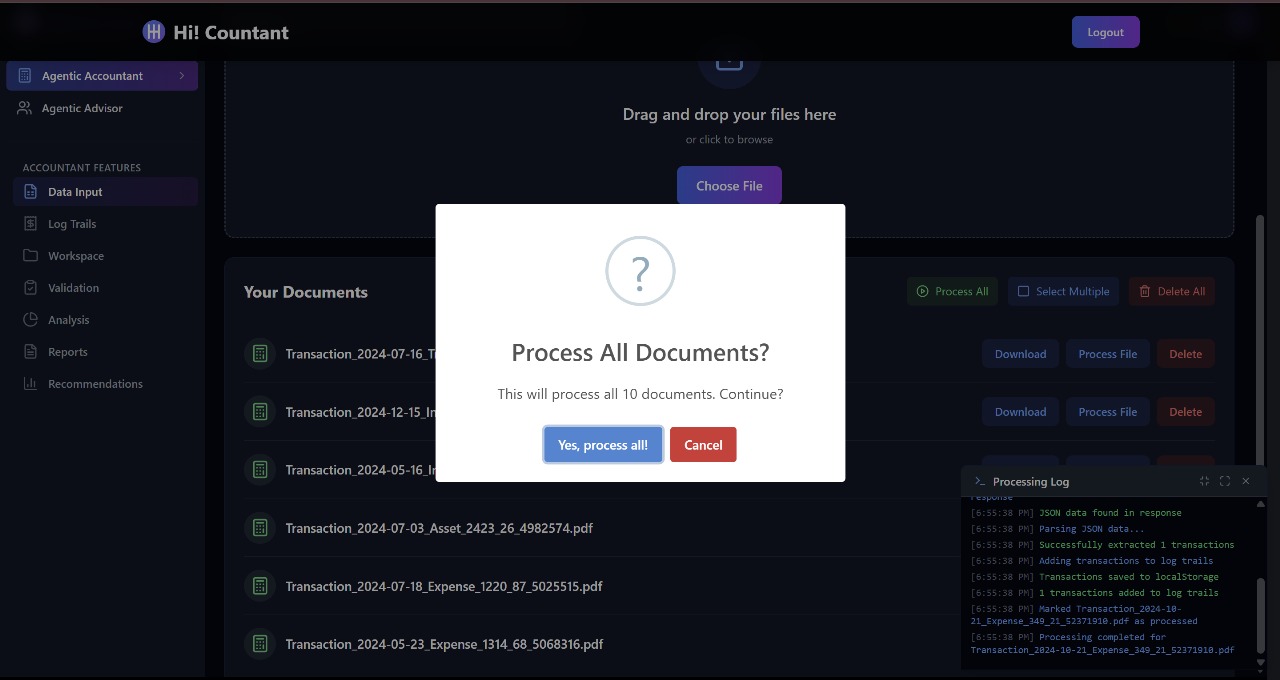 Hi! Countant
Logout
Agentic Accountant
Agentic Advisor
ACCOUNTANT FEATURES
Data Input
Log Trails
Workspace
Validation
Analysis
Reports
Recommendations
Drag and drop your files here
or click to browse
Choose File
Your Documents
Process All
Select Multiple
Delete All
Transaction_2024-07-16_T
Download
Process File
Delete
Transaction_2024-12-15_In
Download
Process File
Delete
Transaction_2024-05-16_In
Transaction_2024-07-03_Asset_2423_26_4982574.pdf
Transaction_2024-07-18_Expense_1220_87_5025515.pdf
Transaction_2024-05-23_Expense_1314_68_5068316.pdf
?
Process All Documents?
This will process all 10 documents. Continue?
Yes, process all!
Cancel
Processing Log
response
[6:55:38 PM] JSON data found in response
[6:55:38 PM] Parsing JSON data...
[6:55:38 PM] Successfully extracted 1 transactions
[6:55:38 PM] Adding transactions to log trails
[6:55:38 PM] Transactions saved to localStorage
[6:55:38 PM] 1 transactions added to log trails
[6:55:38 PM] Marked Transaction_2024-10-
21_Expense_349_21_52371910.pdf as processed
[6:55:38 PM] Processing completed for
Transaction_2024-10-21_Expense_349_21_52371910.pdf